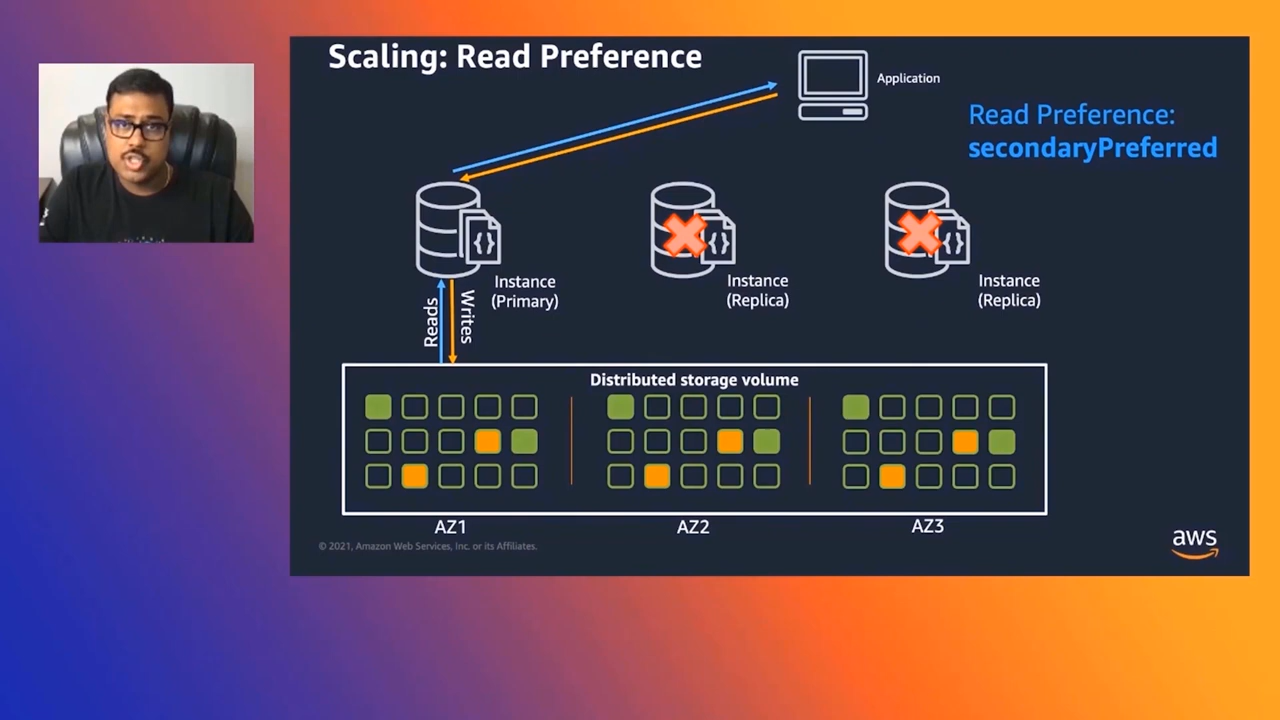 Scaling: Read Preference
Application
Read Preference:
secondaryPreferred
{}
{}
{}
Instance
(Primary)
Instance
(Replica)
Instance
(Replica)
Reads
Writes
Distributed storage volume
AZ1
AZ2
AZ3
© 2021, Amazon Web Services, Inc. or its Affiliates.
aws